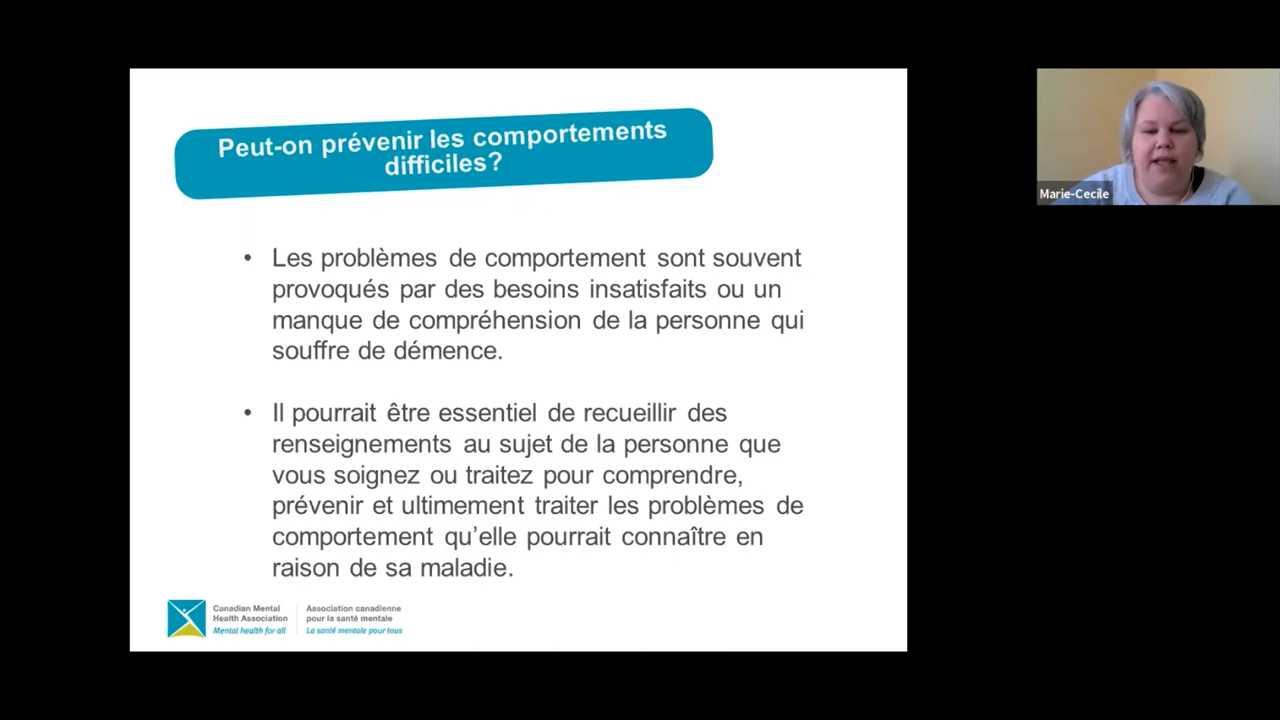 Peut-on prévenir les comportements
difficiles?
Marie-Cecile
• Les problèmes de comportement sont souvent
provoqués par des besoins insatisfaits ou un
manque de compréhension de la personne qui
souffre de démence.
• Il pourrait être essentiel de recueillir des
renseignements au sujet de la personne que
vous soignez ou traitez pour comprendre,
prévenir et ultimement traiter les problèmes de
comportement qu’elle pourrait connaître en
raison de sa maladie.
Canadian Mental
Health Association
Mental health for all
Association canadienne
pour la santé mentale
La santé mentale pour tous